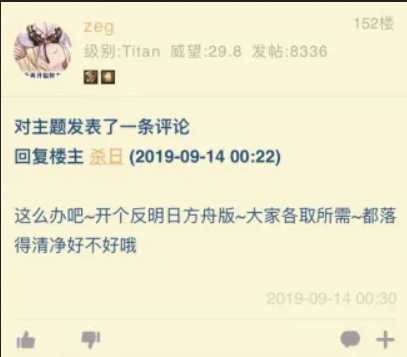 zeg
152楼
级别:Titan 威望:29.8 发帖:8336
对主题发表了一条评论
回复楼主 杀日 (2019-09-14 00:22)
这么办吧~开个反明日方舟版~大家各取所需~都落
得清净好不好哦
2019-09-14 00:30